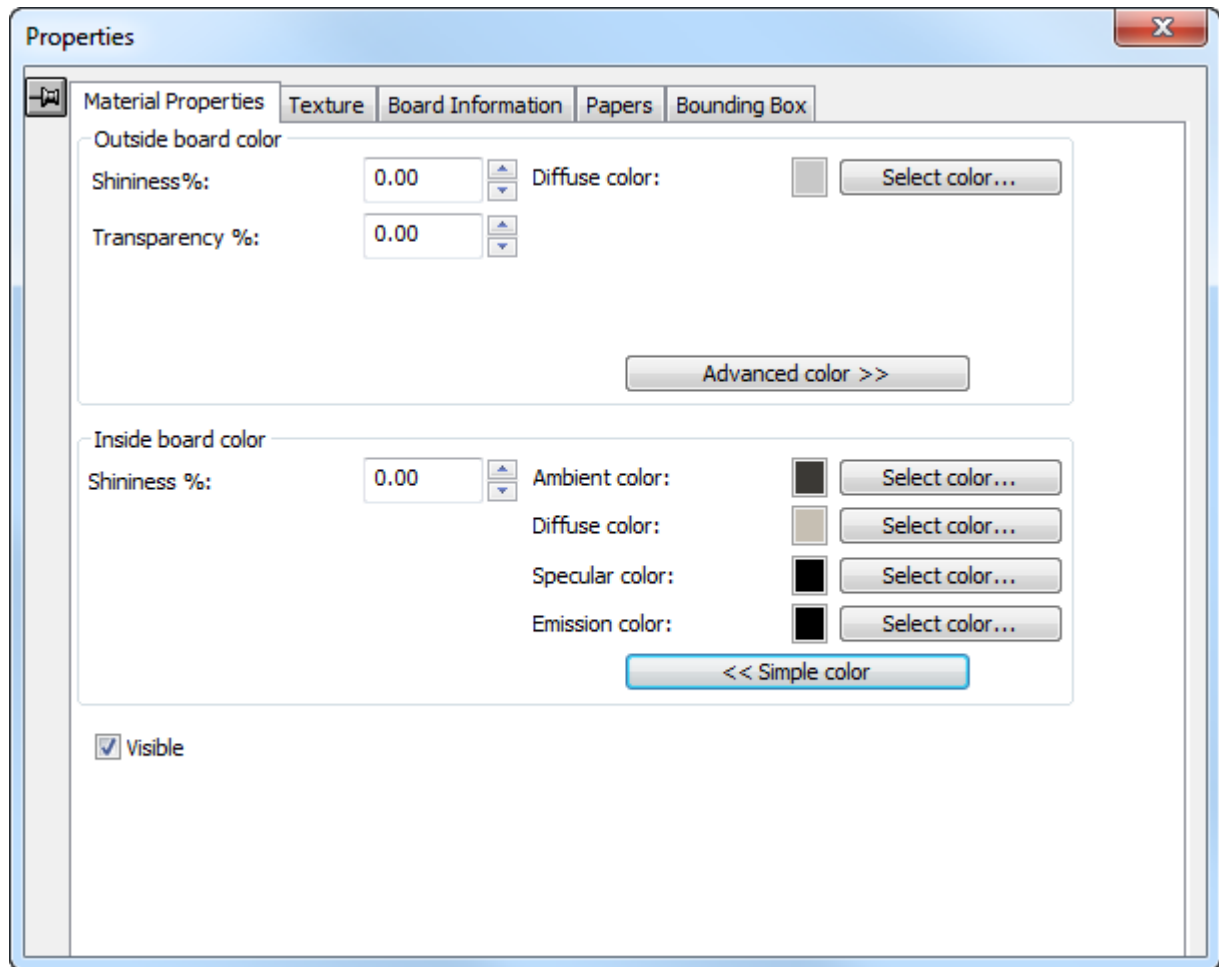 Properties
Material Properties Texture Board Information Papers Bounding Box
Outside board color
Shininess%: 0.00 Diffuse color: Select color...
Transparency %: 0.00
Advanced color >>
Inside board color
Shininess %: 0.00 Ambient color: Select color...
Diffuse color: Select color...
Specular color: Select color...
Emission color: Select color...
<< Simple color
Visible